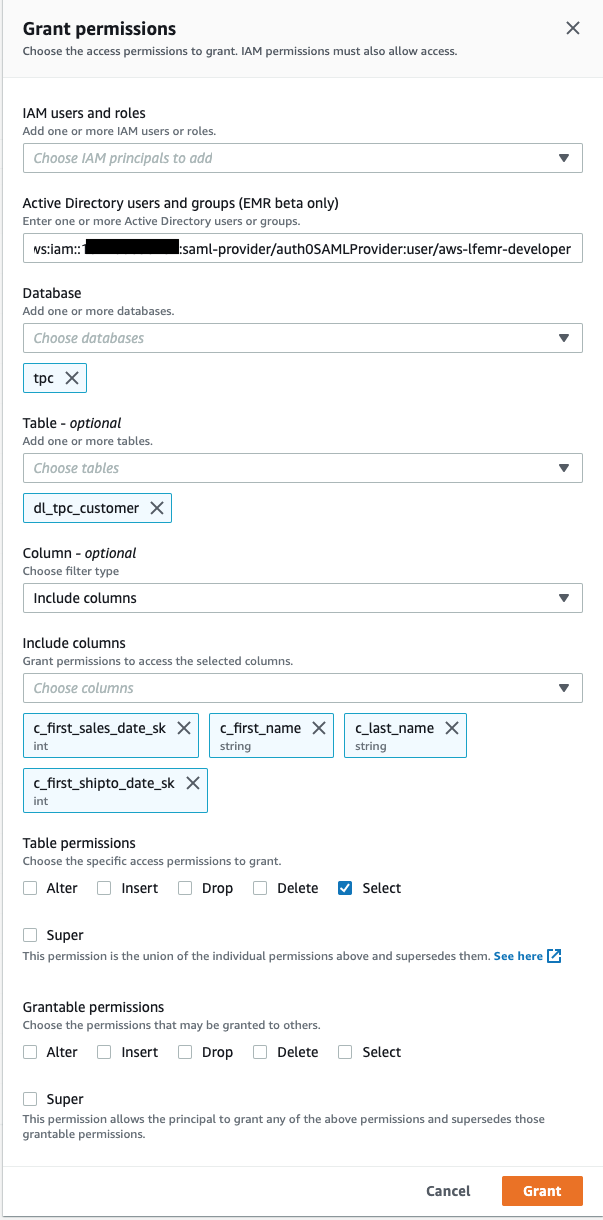 Grant permissions
Choose the access permissions to grant. IAM permissions must also allow access.
IAM users and roles
Add one or more IAM users or roles.
Choose IAM principals to add
Active Directory users and groups (EMR beta only)
Enter one or more Active Directory users or groups.
ws:iam:: :saml-provider/auth0SAMLProvider:user/aws-lfemr-developer
Database
Add one or more databases.
Choose databases
tpc
Table - optional
Add one or more tables.
Choose tables
dl_tpc_customer
Column - optional
Choose filter type
Include columns
Include columns
Grant permissions to access the selected columns.
Choose columns
c_first_sales_date_sk c_first_name c_last_name
int string string
c_first_shipto_date_sk
int
Table permissions
Choose the specific access permissions to grant.
Alter Insert Drop Delete Select
Super
This permission is the union of the individual permissions above and supersedes them. See here
Grantable permissions
Choose the permissions that may be granted to others.
Alter Insert Drop Delete Select
Super
This permission allows the principal to grant any of the above permissions and supersedes those
grantable permissions.
Cancel Grant